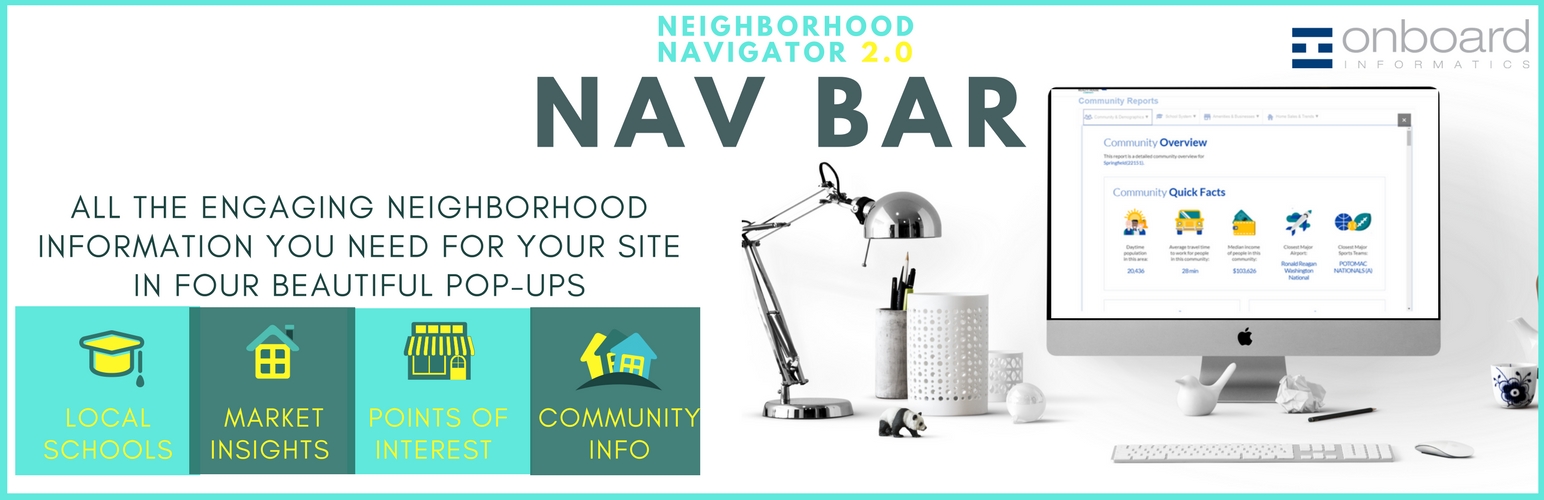 NEIGHBORHOOD
NAVIGATOR 2.0
NAV BAR
onboard
INFORMATICS
ALL THE ENGAGING NEIGHBORHOOD
INFORMATION YOU NEED FOR YOUR SITE
IN FOUR BEAUTIFUL POP-UPS
LOCAL
SCHOOLS
MARKET
INSIGHTS
POINTS OF
INTEREST
COMMUNITY
INFO
Community Reports
Community & Demographics
School System
Amenities & Businesses
Home Sales & Trends
Community Overview
This report is a detailed community overview for
Springfield(22151).
Community Quick Facts
Daytime
population
in this area:
20,436
Average travel time
to work for people
in this community:
28 min
Median income
of people in this
community:
$103,626
Closest Major
Airport:
Ronald Reagan
Washington
National
Closest Major
Sports Teams:
POTOMAC
NATIONALS (A)